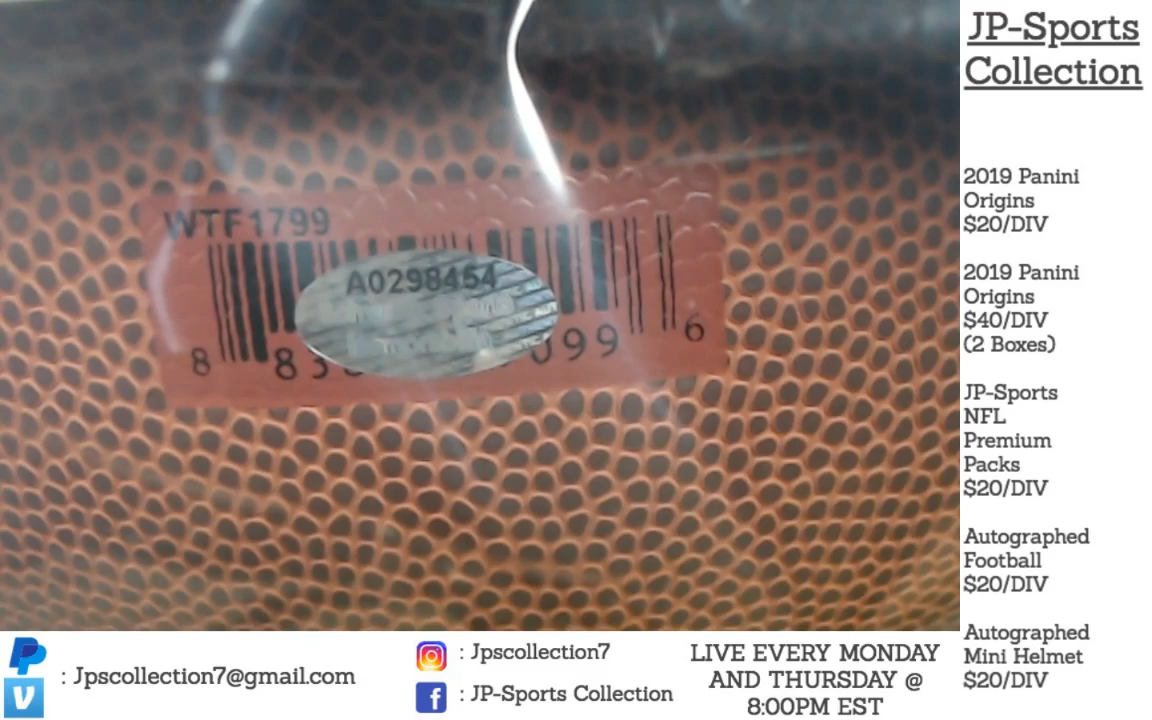 JP-Sports
Collection
WTF1799
A0298454
8
83
099
6
2019 Panini
Origins
$20/DIV
2019 Panini
Origins
$40/DIV
(2 Boxes)
JP-Sports
NFL
Premium
Packs
$20/DIV
Autographed
Football
$20/DIV
Autographed
Mini Helmet
$20/DIV
: Jpscollection7@gmail.com
: Jpscollection7
: JP-Sports Collection
LIVE EVERY MONDAY
AND THURSDAY @
8:00PM EST